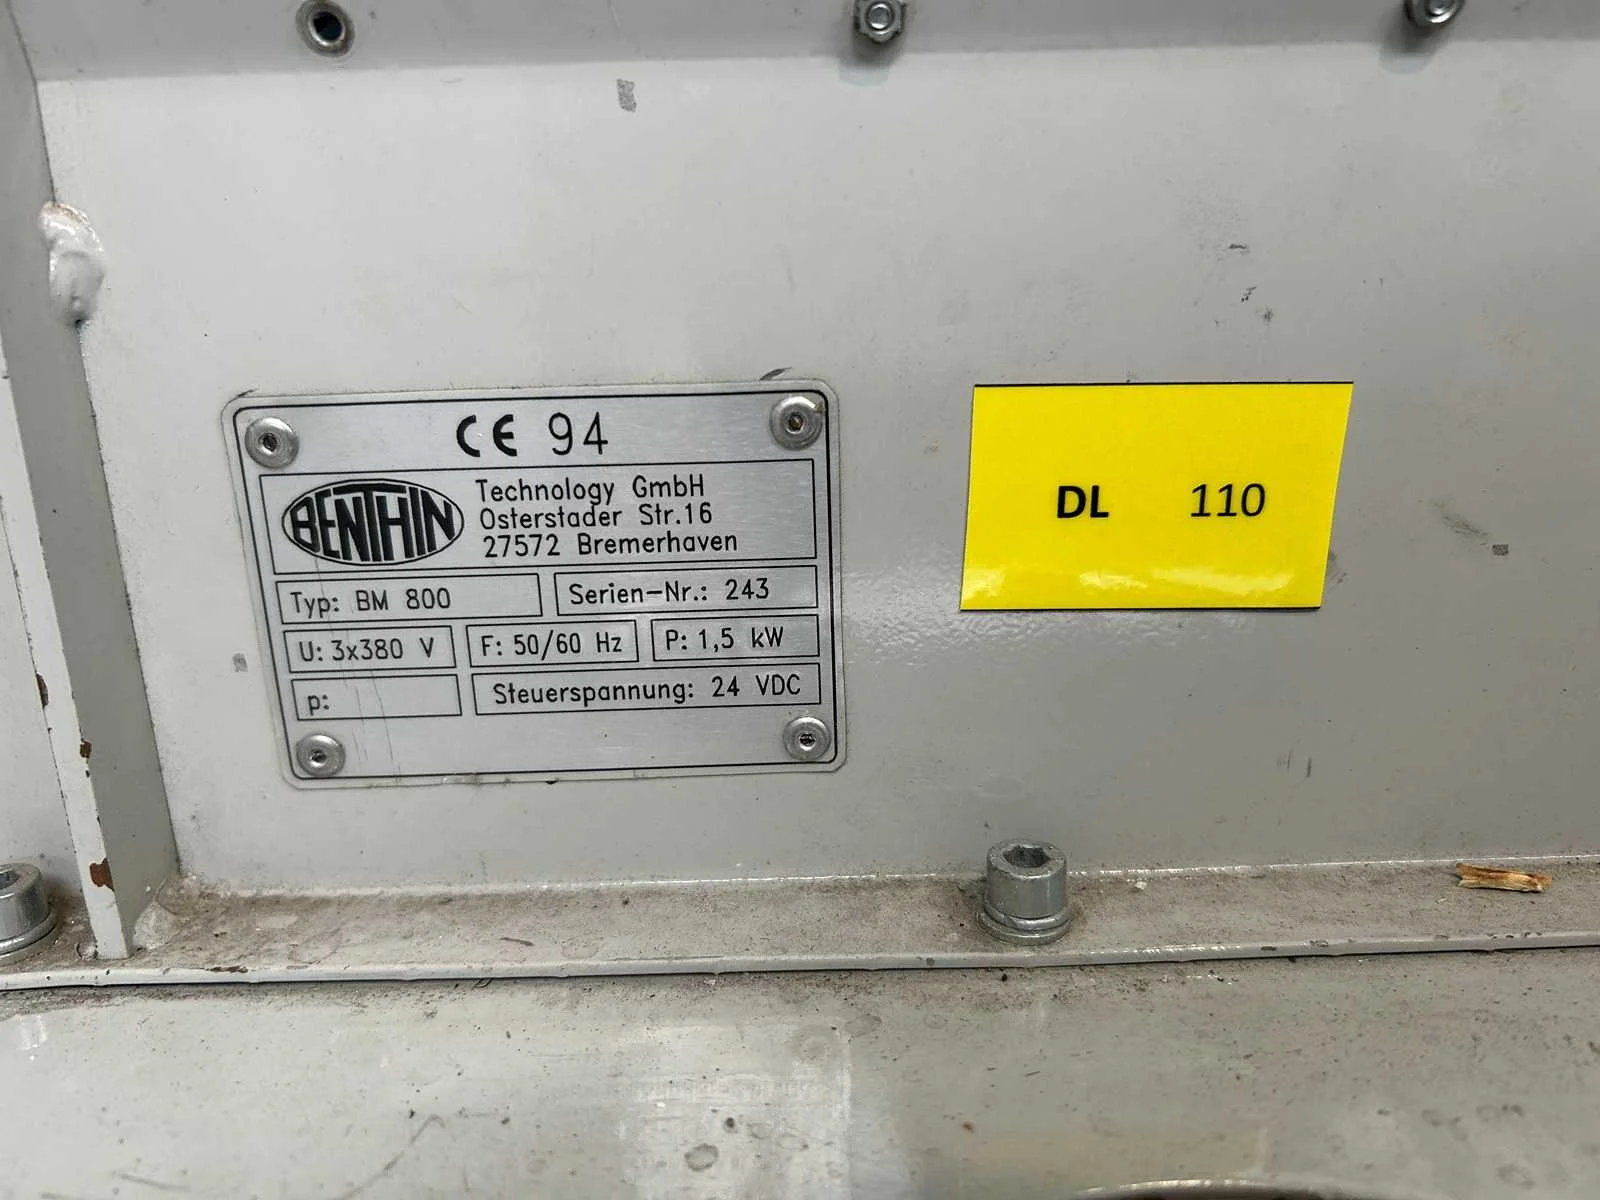 CE 94
BENTHIN
Technology GmbH
Osterstader Str.16
27572 Bremerhaven
Typ: BM 800
Serien-Nr.: 243
U: 3x380 V
F: 50/60 Hz
P: 1,5 kW
p:
Steuerspannung: 24 VDC
DL 110